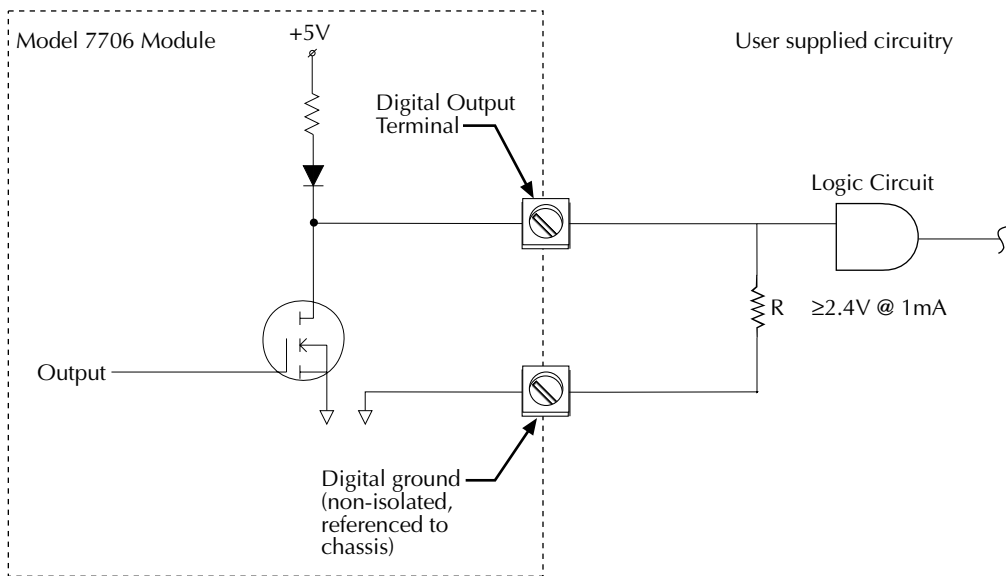 Model 7706 Module
+5V
User supplied circuitry
Digital Output
Terminal
Logic Circuit
R
≥2.4V @ 1mA
Output
Digital ground
(non-isolated,
referenced to
chassis)